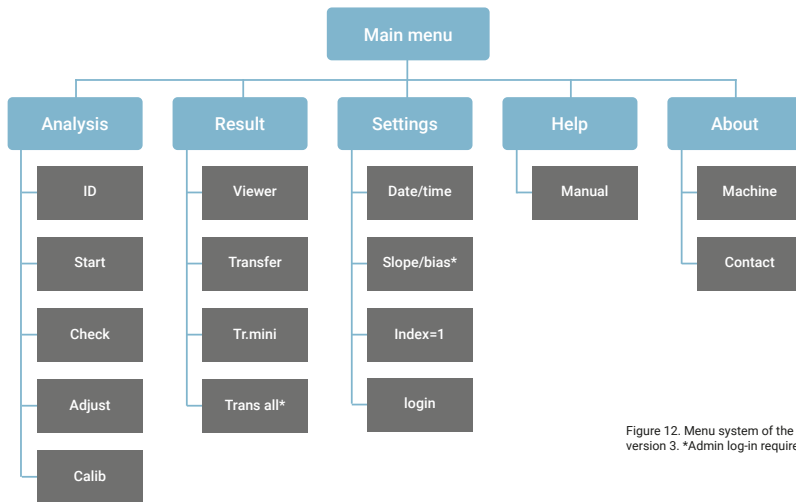 Main menu
Analysis
Result
Settings
Help
About
ID
Viewer
Date/time
Manual
Machine
Start
Transfer
Slope/bias*
Contact
Check
Tr.mini
Index=1
Adjust
Trans all*
login
Calib
Figure 12. Menu system of the
version 3. *Admin log-in require